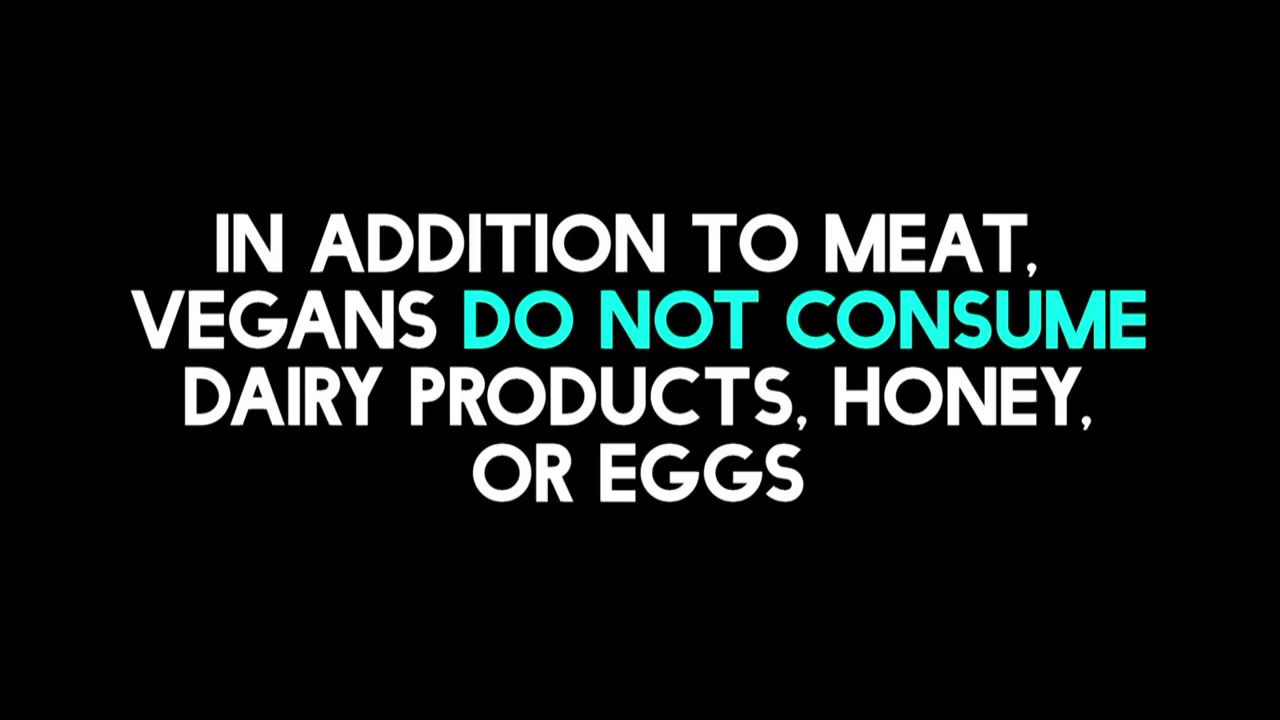 IN ADDITION TO MEAT,
VEGANS DO NOT CONSUME
DAIRY PRODUCTS, HONEY,
OR EGGS